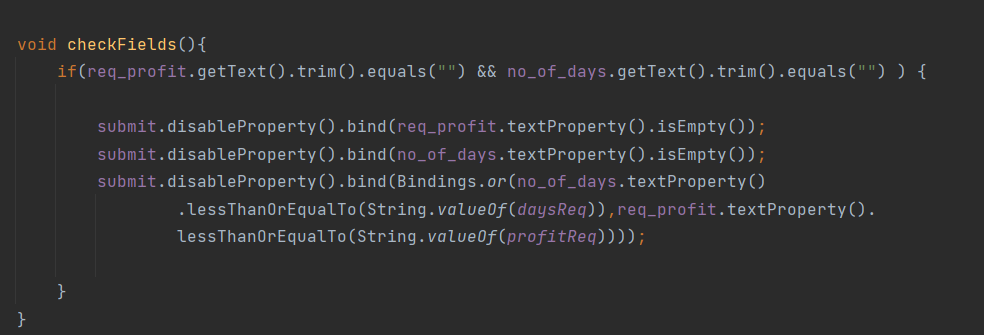 void checkFields(){
if(req_profit.getText().trim().equals("") && no_of_days.getText().trim().equals("") ) {
submit.disableProperty().bind(req_profit.textProperty().isEmpty());
submit.disableProperty().bind(no_of_days.textProperty().isEmpty());
submit.disableProperty().bind(Bindings.or(no_of_days.textProperty()
.lessThanOrEqualTo(String.valueOf(daysReq)),req_profit.textProperty().
lessThanOrEqualTo(String.valueOf(profitReq))));
}
}